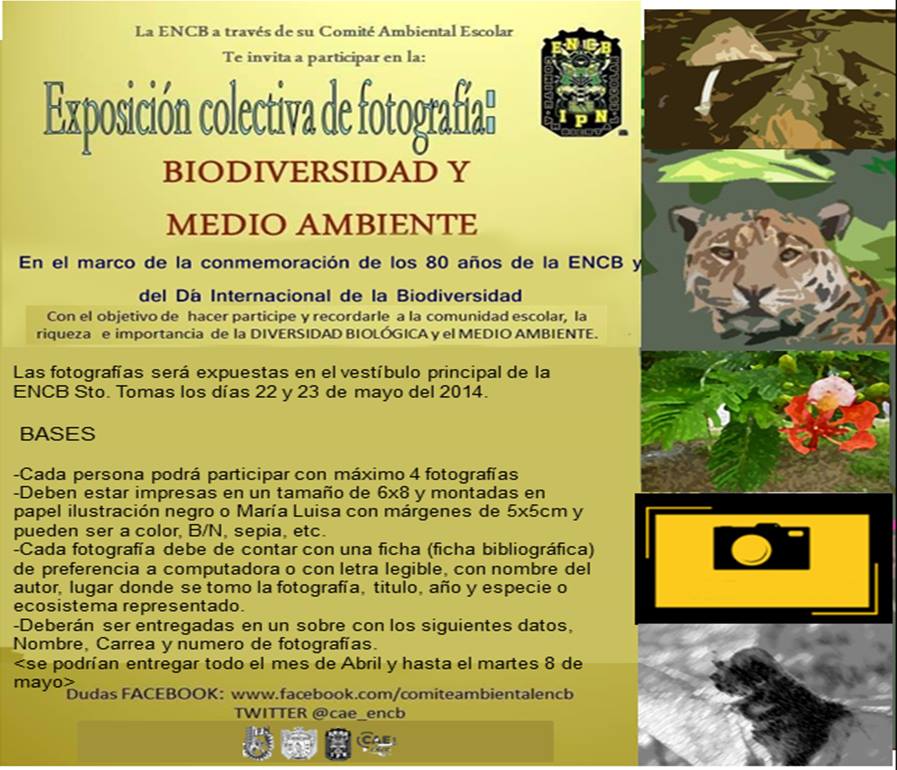 La ENCB a través de su Comité Ambiental Escolar
Te invita a participar en la:
Exposición colectiva de fotografía:
ENCB
IPN
BIODIVERSIDAD Y
MEDIO AMBIENTE
En el marco de la conmemoración de los 80 años de la ENCB y
del Día Internacional de la Biodiversidad
Con el objetivo de hacer participe y recordarle a la comunidad escolar, la
riqueza e importancia de la DIVERSIDAD BIOLÓGICA y el MEDIO AMBIENTE.
Las fotografías será expuestas en el vestíbulo principal de la
ENCB Sto. Tomas los días 22 y 23 de mayo del 2014.
BASES
-Cada persona podrá participar con máximo 4 fotografías
-Deben estar impresas en un tamaño de 6x8 y montadas en
papel ilustración negro o María Luisa con márgenes de 5x5cm y
pueden ser a color, B/N, sepia, etc.
-Cada fotografía debe de contar con una ficha (ficha bibliográfica)
de preferencia a computadora o con letra legible, con nombre del
autor, lugar donde se tomo la fotografía, titulo, año y especie o
ecosistema representado.
-Deberán ser entregadas en un sobre con los siguientes datos,
Nombre, Carrea y numero de fotografías.
<se podrían entregar todo el mes de Abril y hasta el martes 8 de
mayo>
Dudas FACEBOOK: www.facebook.com/comiteambientalencb
TWITTER @cae_encb
CAE